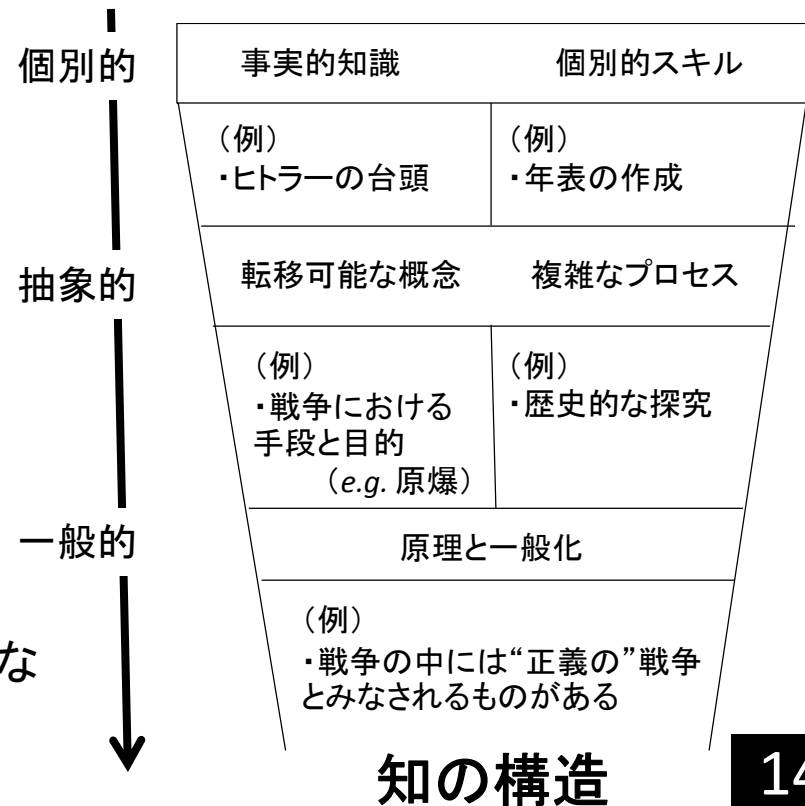 個別的
事実的知識 個別的スキル
（例）
・ヒトラーの台頭
（例）
・年表の作成
抽象的
転移可能な概念 複雑なプロセス
（例）
・戦争における
手段と目的
（e.g. 原爆）
（例）
・歴史的な探究
一般的
原理と一般化
（例）
・戦争の中には“正義の”戦争
とみなされるものがある
な
知の構造
14